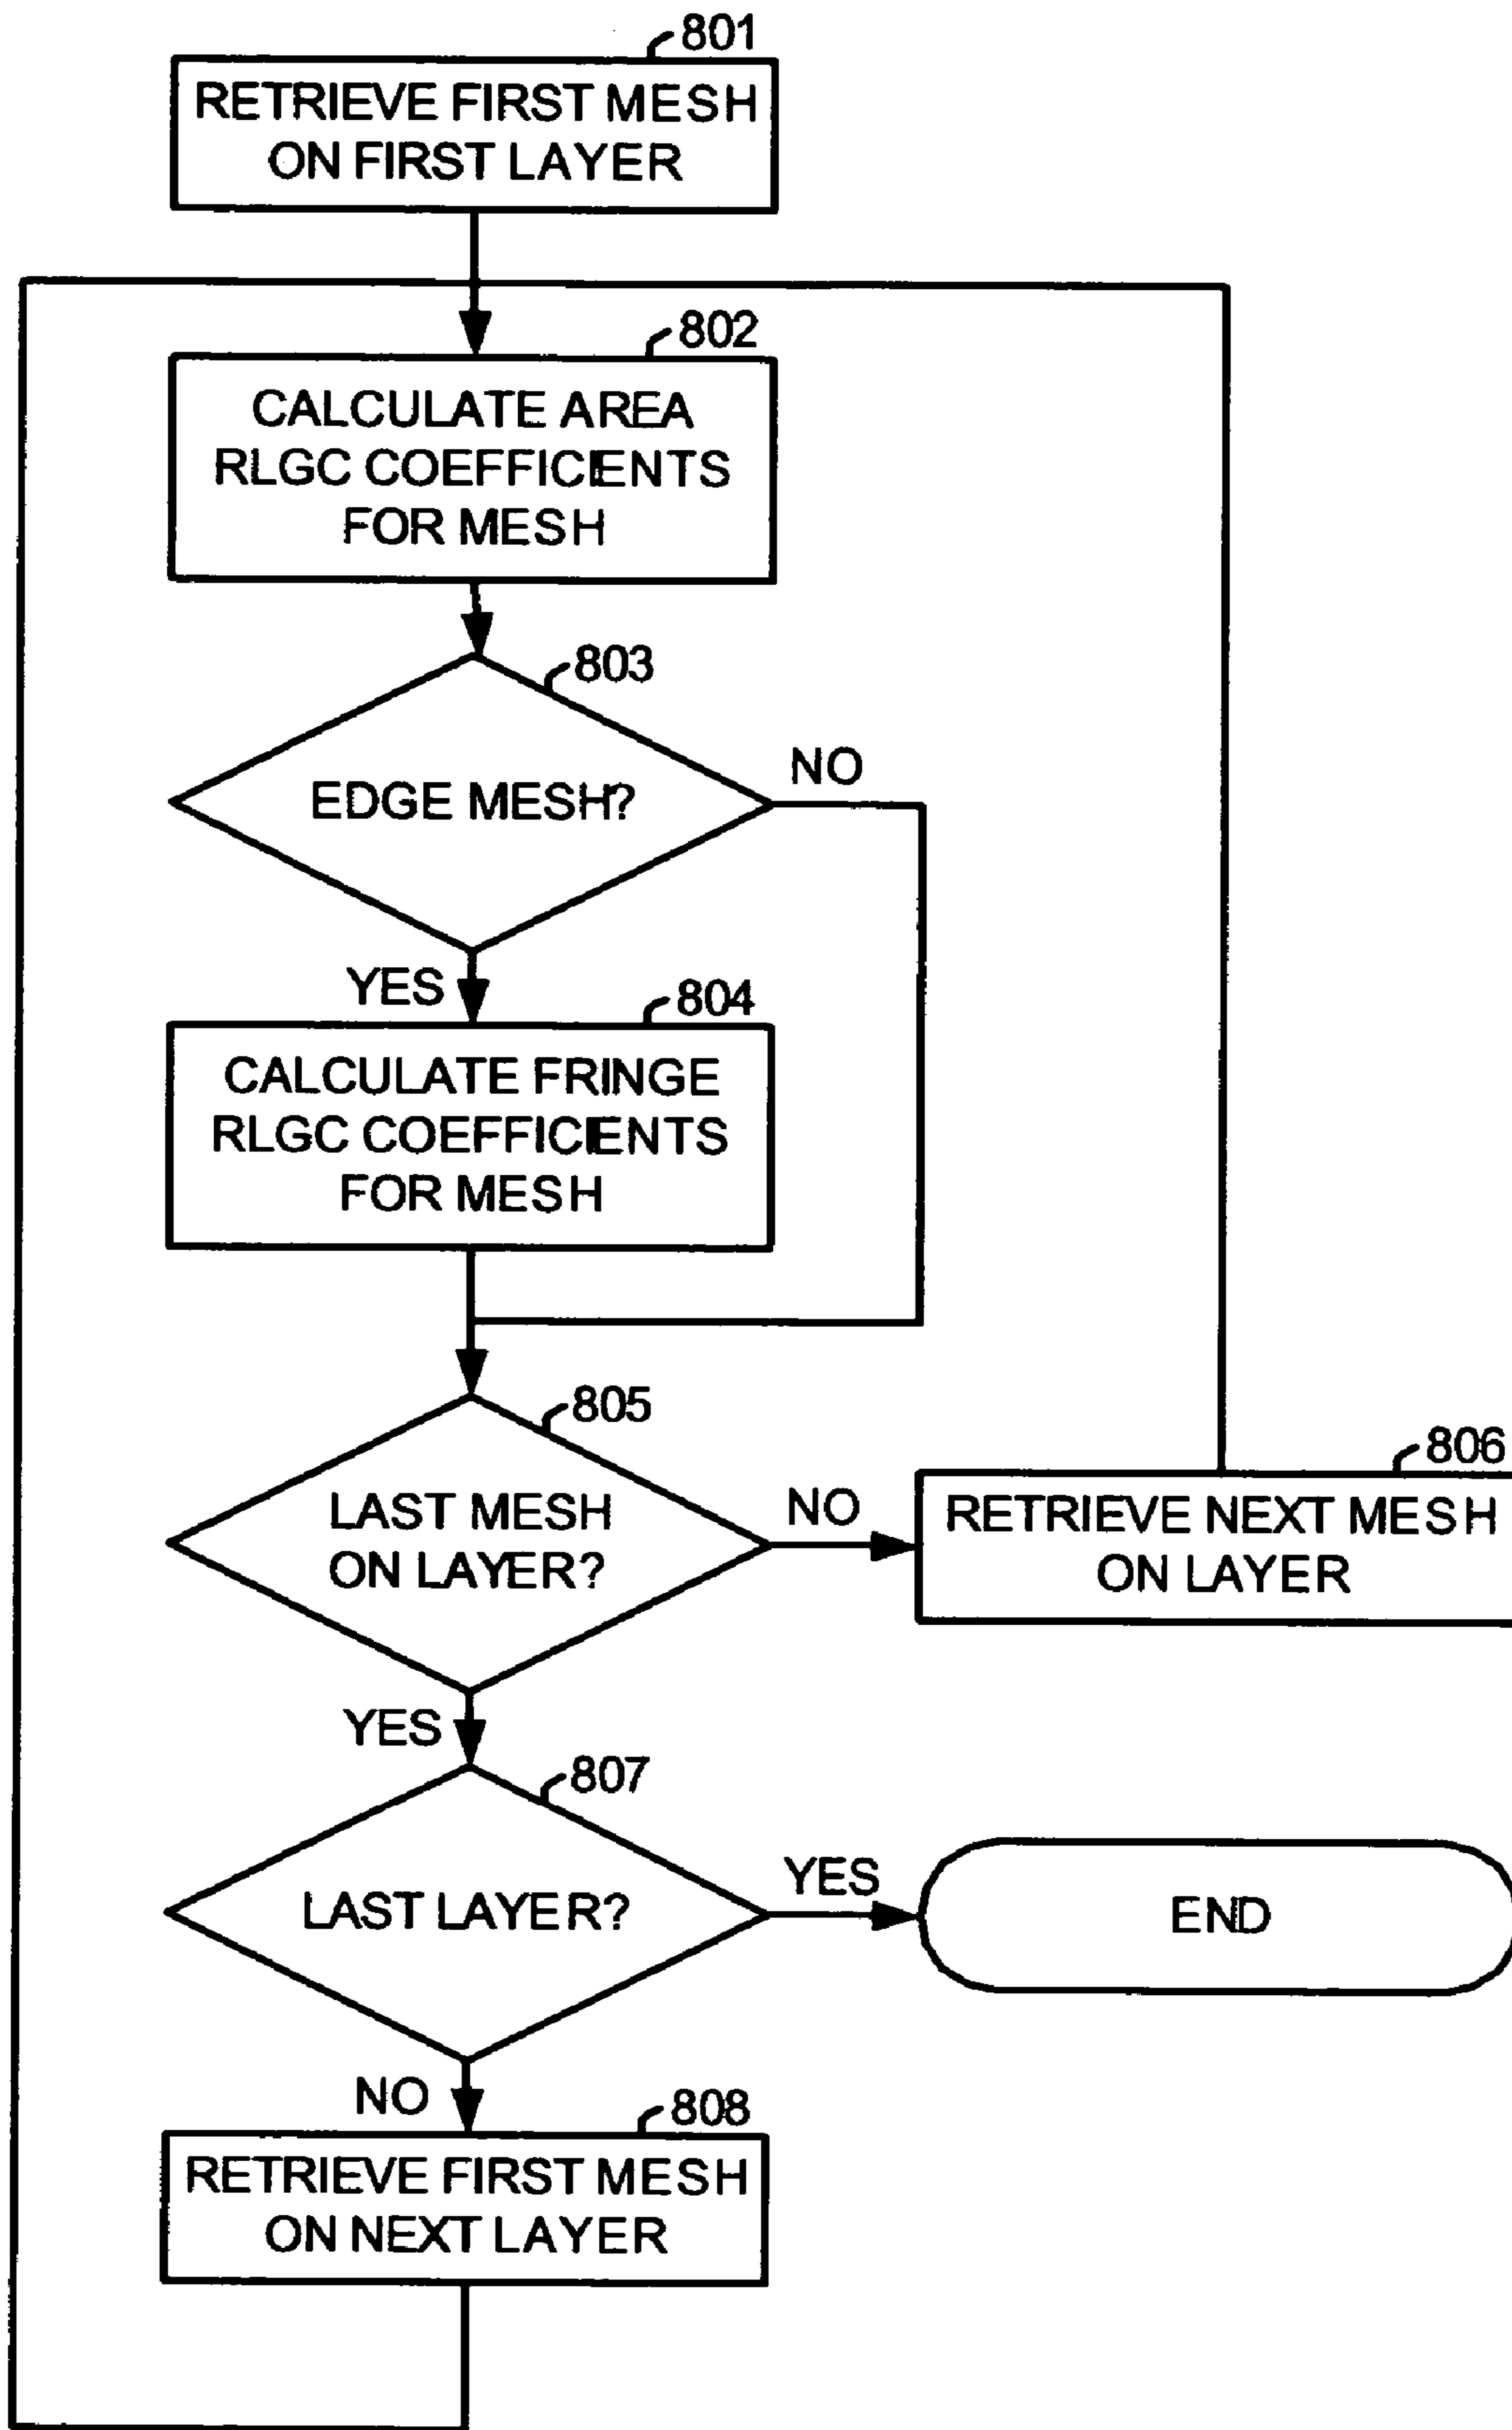 801
RETRIEVE FIRST MESH
ON FIRST LAYER
802
CALCULATE AREA
RLGC COEFFICIENTS
FOR MESH
803
EDGE MESH?
NO
YES
804
CALCULATE FRINGE
RLGC COEFFICIENTS
FOR MESH
805
LAST MESH
ON LAYER?
NO
806
RETRIEVE NEXT MESH
ON LAYER
YES
807
LAST LAYER?
YES
END
NO
808
RETRIEVE FIRST MESH
ON NEXT LAYER